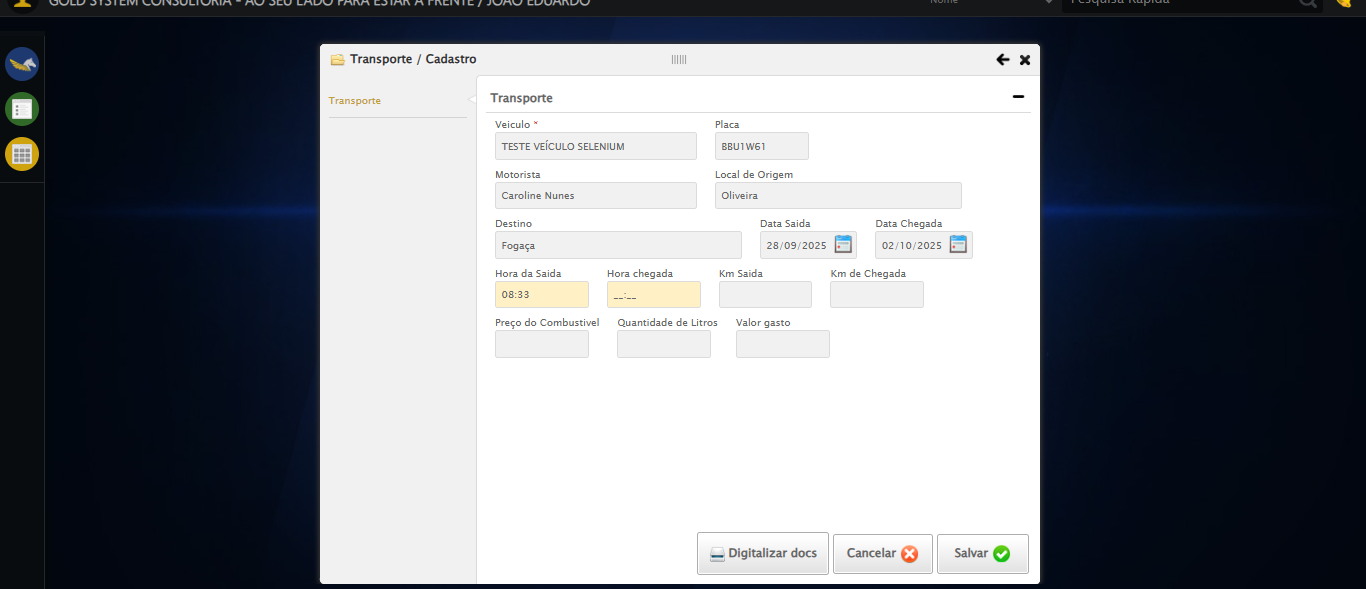 GOLD SYSTEM CONSULTORIA - AO SEU LADO PARA ESTAR À FRENTE / JOÃO EDUARDO
Nome
Pesquisa Rápida
Transporte / Cadastro
Transporte
Transporte
Veiculo *
Placa
TESTE VEÍCULO SELENIUM
BBU1W61
Motorista
Local de Origem
Caroline Nunes
Oliveira
Destino
Data Saida
Data Chegada
Fogaça
28/09/2025
02/10/2025
Hora da Saida
Hora chegada
Km Saida
Km de Chegada
08:33
__:__
Preço do Combustivel
Quantidade de Litros
Valor gasto
Digitalizar docs
Cancelar
Salvar